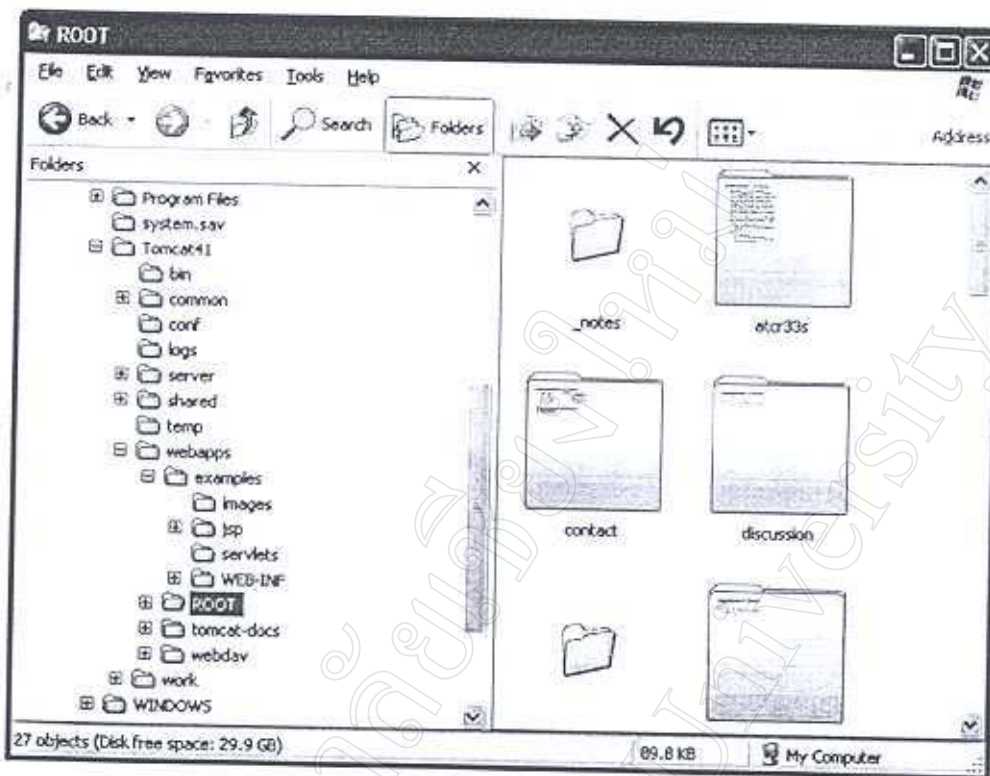 ROOT
File Edit View Favorites Tools Help
Back Search Folders Address
Folders
Program Files
system.sav
Tomcat41
bin
common
conf
logs
server
shared
temp
webapps
examples
images
jsp
servlets
WEB-INF
ROOT
tomcat-docs
webdav
work
WINDOWS
_notes
atcr33s
contact
discussion
27 objects (Disk free space: 29.9 GB) 89.8 KB My Computer
University